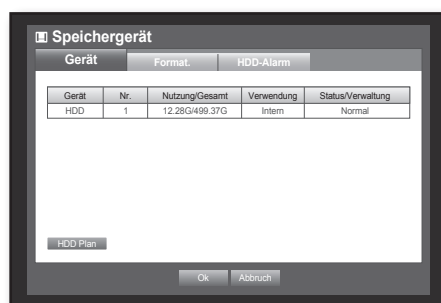 Speichergerät
Gerät Format. HDD-Alarm
Gerät Nr. Nutzung/Gesamt Verwendung Status/Verwaltung
HDD 1 12.28G/499.37G Intern Normal
HDD Plan
Ok Abbruch